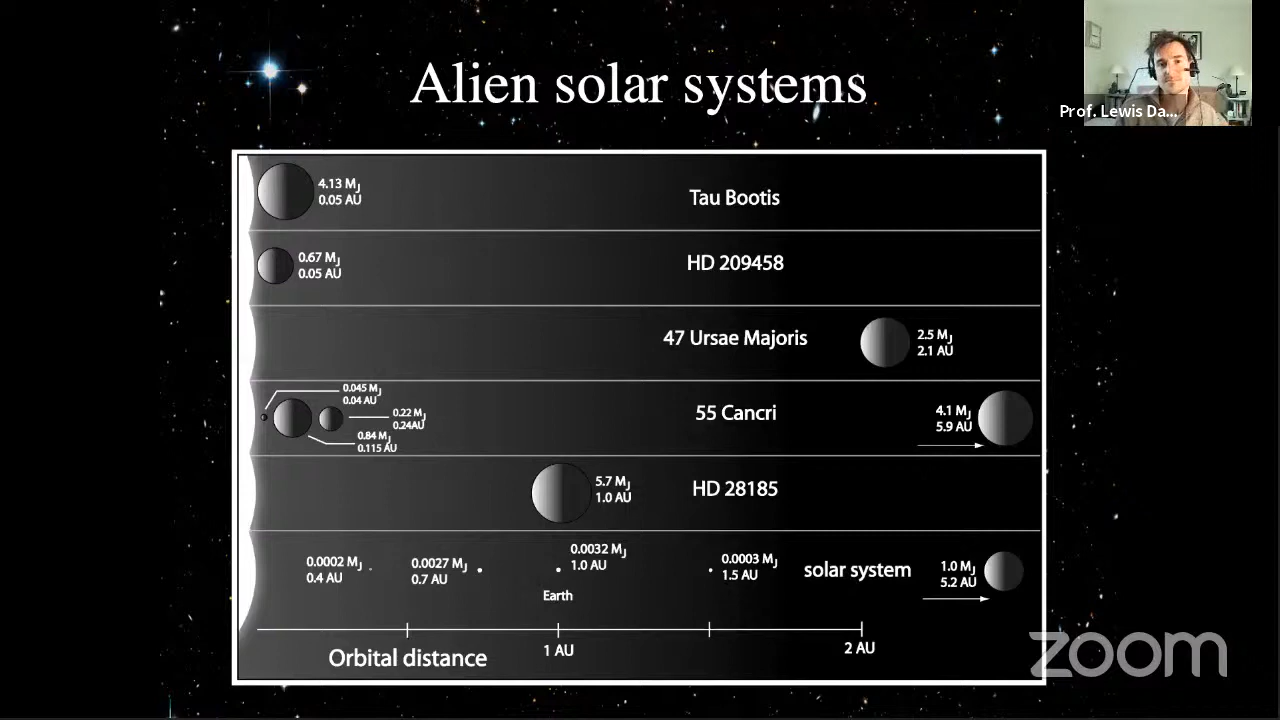 Alien solar systems
Prof. Lewis Da...
4.13 MJ
0.05 AU
Tau Bootis
0.67 MJ
0.05 AU
HD 209458
47 Ursae Majoris
2.5 MJ
2.1 AU
0.045 MJ
0.04 AU
0.22 MJ
0.24AU
0.84 MJ
0.115 AU
55 Cancri
4.1 MJ
5.9 AU
5.7 MJ
1.0 AU
HD 28185
0.0002 MJ
0.4 AU
0.0027 MJ
0.7 AU
0.0032 MJ
1.0 AU
Earth
0.0003 MJ
1.5 AU
solar system
1.0 MJ
5.2 AU
Orbital distance
1 AU
2 AU
zoom